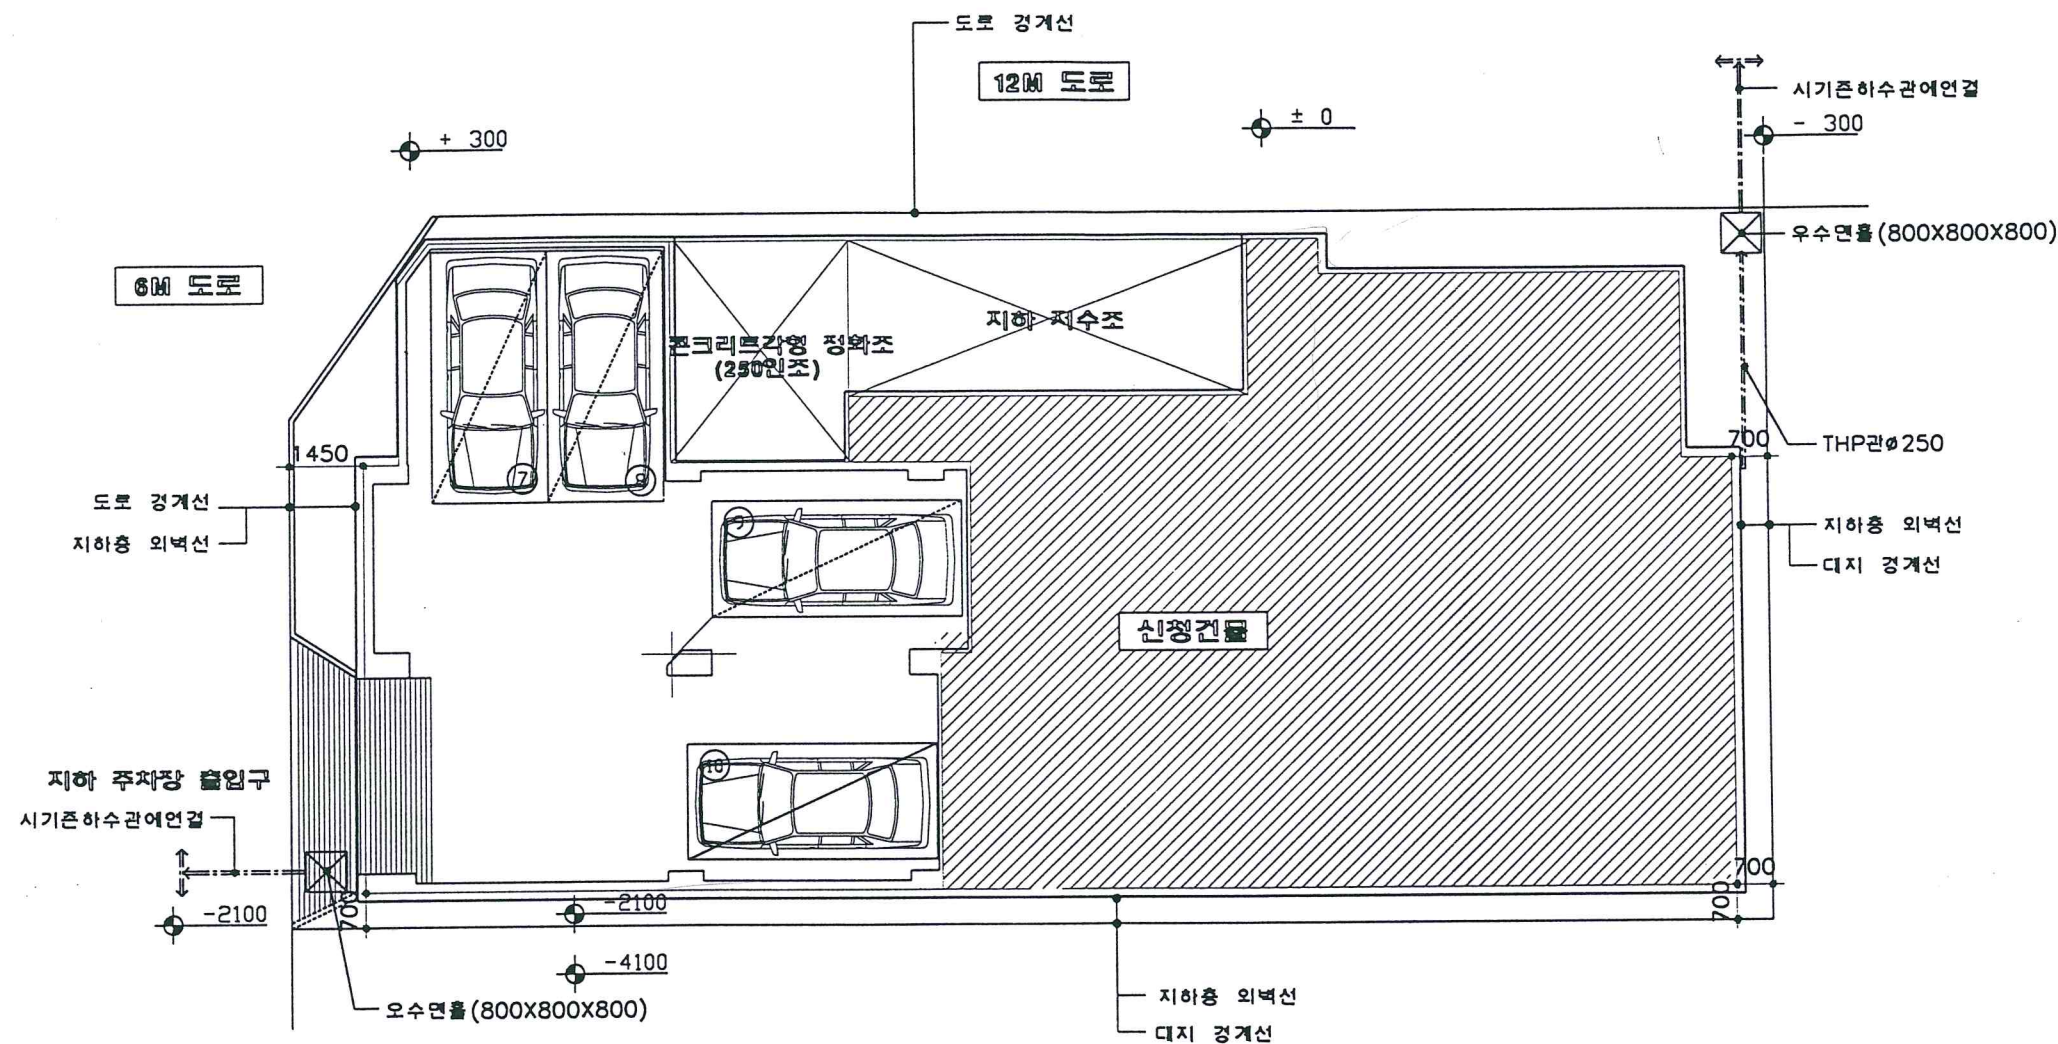 도로 경계선
12M 도로
시기존하수관에연결
+ 300
± 0
- 300
우수맨홀(800X800X800)
6M 도로
지하 저수조
콘크리트각형 정화조
(250인조)
1450
7
8
700
THP관ø250
도로 경계선
지하층 외벽선
9
지하층 외벽선
대지 경계선
신청건물
지하 주차장 출입구
시기존하수관에연결
10
700
700
700
-2100
-2100
-4100
오수맨홀(800X800X800)
지하층 외벽선
대지 경계선